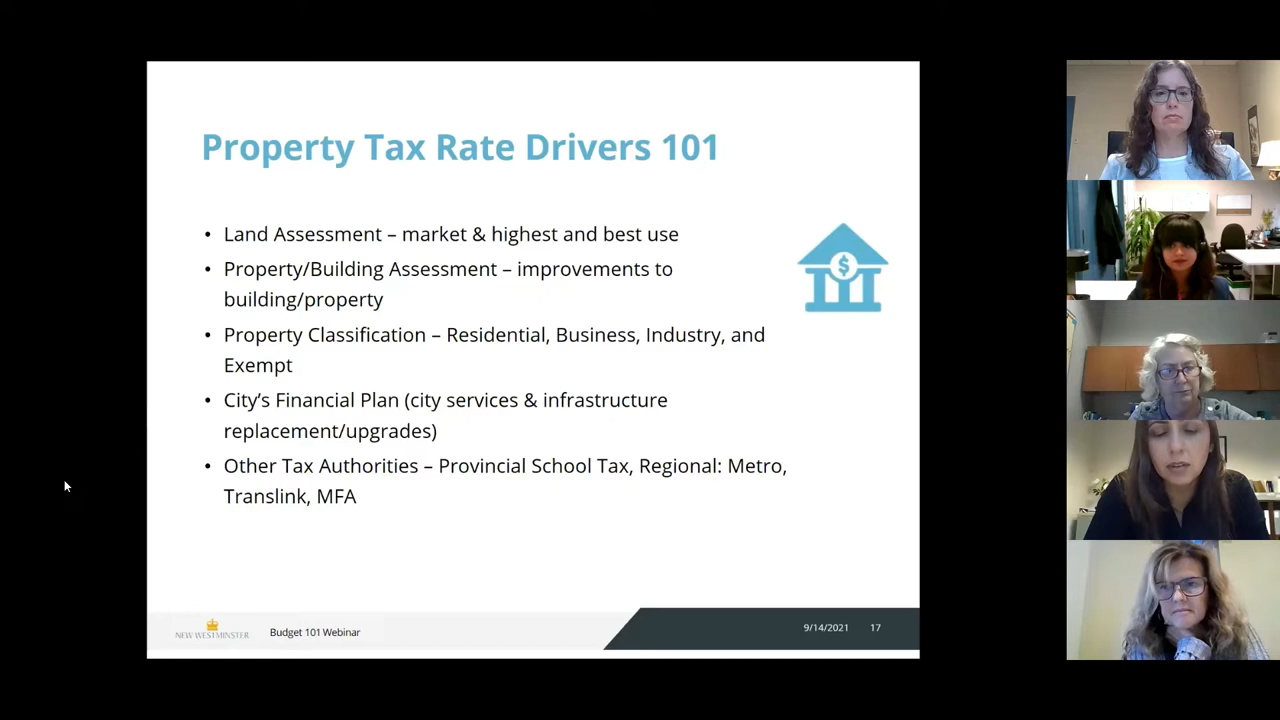 Property Tax Rate Drivers 101
• Land Assessment – market & highest and best use
• Property/Building Assessment – improvements to
building/property
• Property Classification – Residential, Business, Industry, and
Exempt
• City's Financial Plan (city services & infrastructure
replacement/upgrades)
• Other Tax Authorities – Provincial School Tax, Regional: Metro,
Translink, MFA
$
NEW WESTMINSTER
Budget 101 Webinar
9/14/2021
17